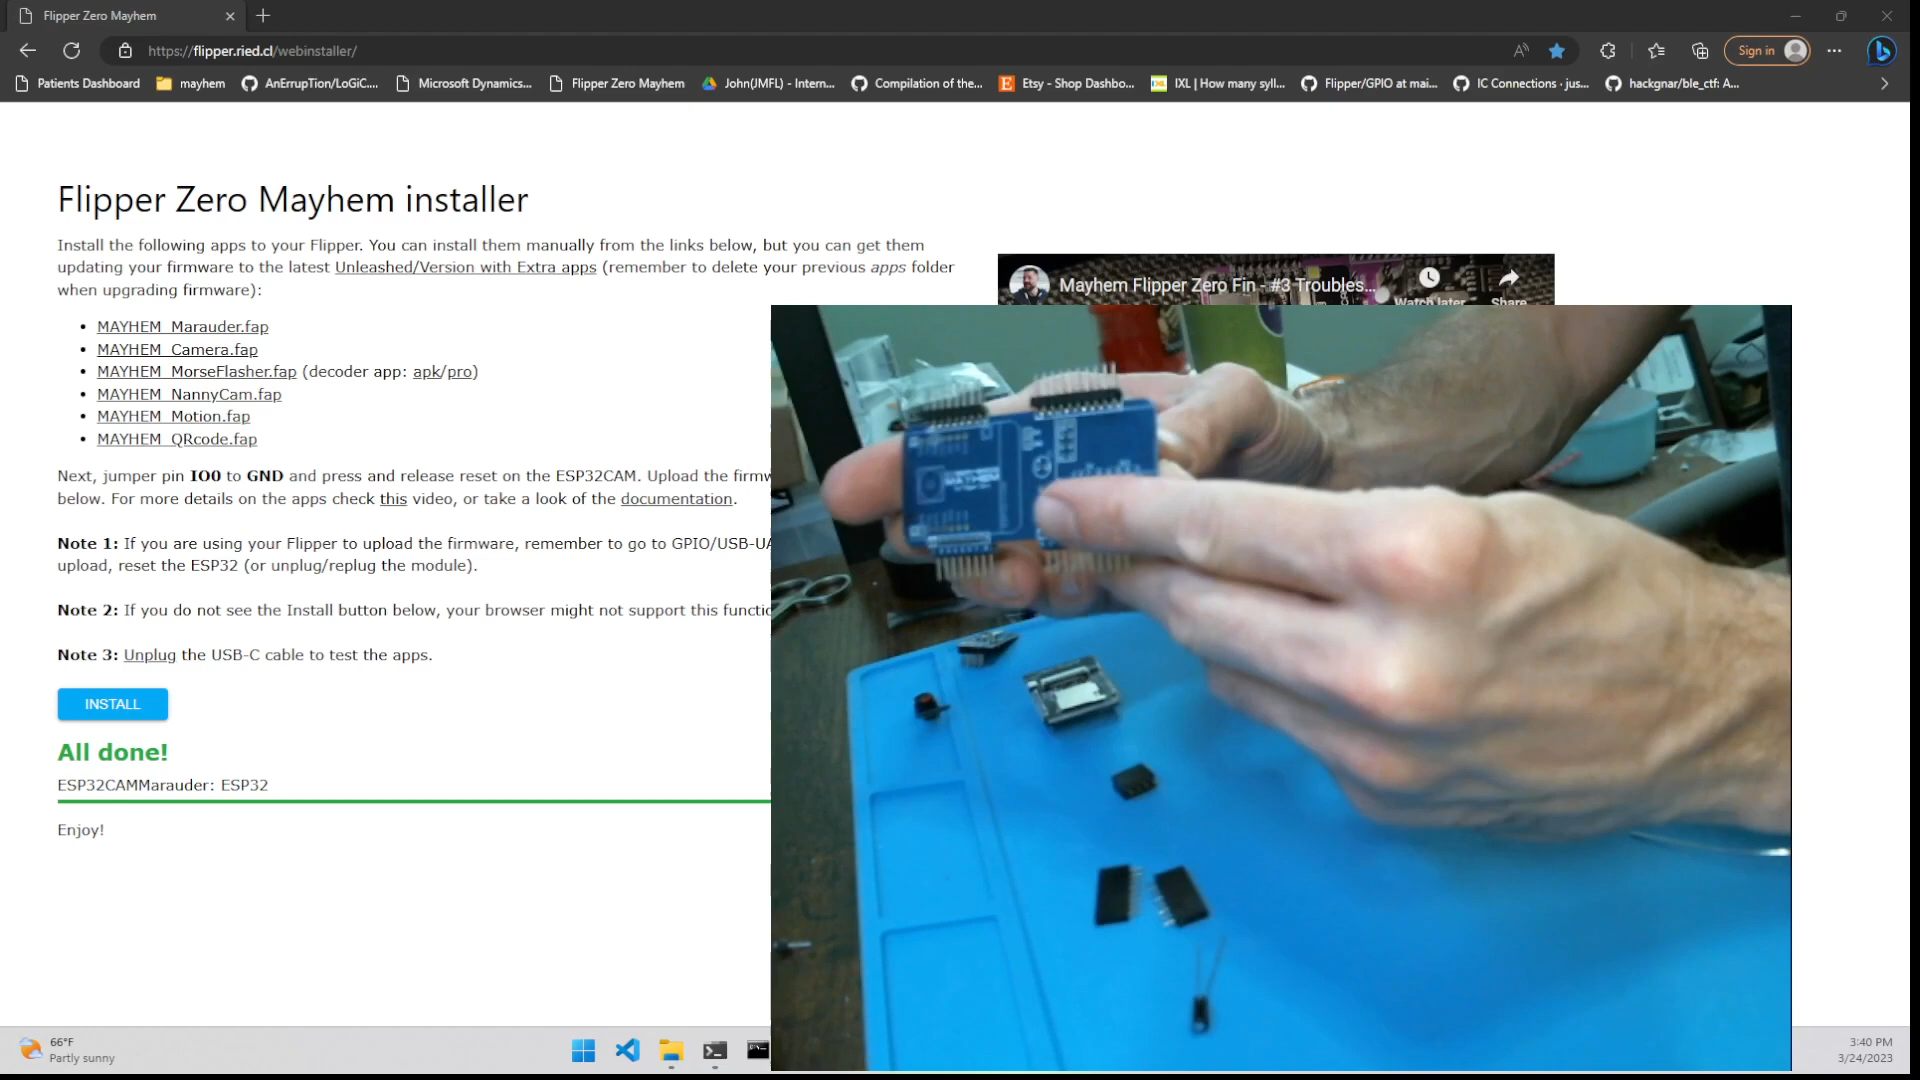 Flipper Zero Mayhem
https://flipper.ried.cl/webinstaller/
Sign in
Patients Dashboard
mayhem
AnErrupTion/LoGiC....
Microsoft Dynamics...
Flipper Zero Mayhem
John(JMFL) - Intern...
Compilation of the...
Etsy - Shop Dashbo...
IXL | How many syll...
Flipper/GPIO at mai...
IC Connections · jus...
hackgnar/ble_ctf: A...
Flipper Zero Mayhem installer
Install the following apps to your Flipper. You can install them manually from the links below, but you can get them
updating your firmware to the latest Unleashed/Version with Extra apps (remember to delete your previous apps folder
when upgrading firmware):
• MAYHEM_Marauder.fap
• MAYHEM_Camera.fap
• MAYHEM_MorseFlasher.fap (decoder app: apk/pro)
• MAYHEM_NannyCam.fap
• MAYHEM_Motion.fap
• MAYHEM_QRcode.fap
Next, jumper pin IO0 to GND and press and release reset on the ESP32CAM. Upload the firmw
below. For more details on the apps check this video, or take a look of the documentation.
Note 1: If you are using your Flipper to upload the firmware, remember to go to GPIO/USB-UA
upload, reset the ESP32 (or unplug/replug the module).
Note 2: If you do not see the Install button below, your browser might not support this functio
Note 3: Unplug the USB-C cable to test the apps.
INSTALL
All done!
ESP32CAMMarauder: ESP32
Enjoy!
Mayhem Flipper Zero Fin - #3 Troubles...
Watch later
Share
MAYHEM
66°F
Partly sunny
3:40 PM
3/24/2023